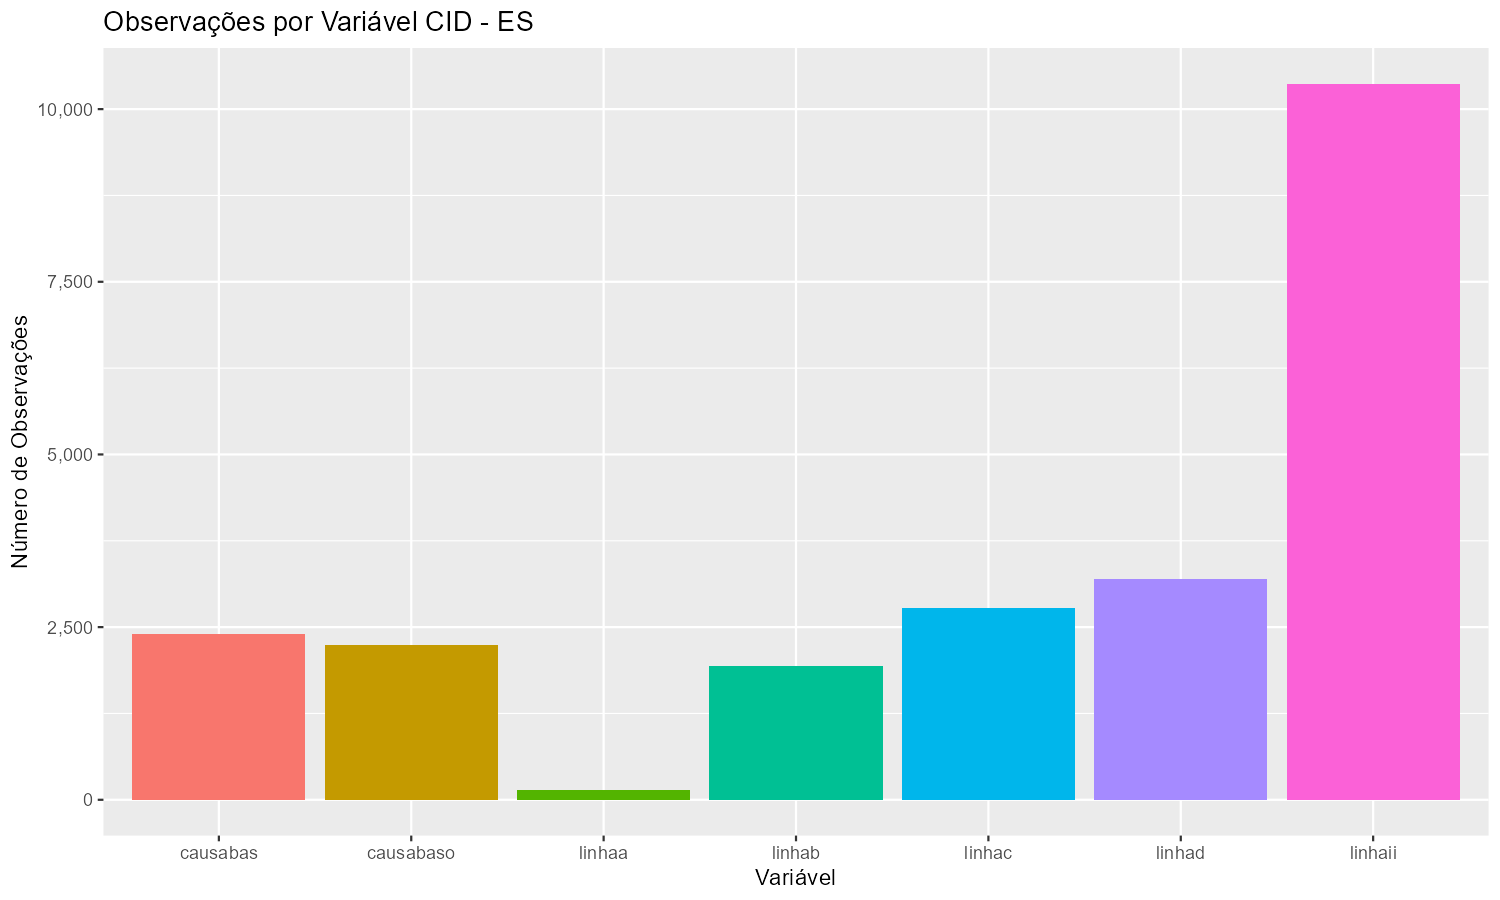 Observações por Variável CID - ES
Número de Observações
10,000
7,500
5,000
2,500
0
causabas causabaso linhaa linhab linhac linhad linhaii
Variável